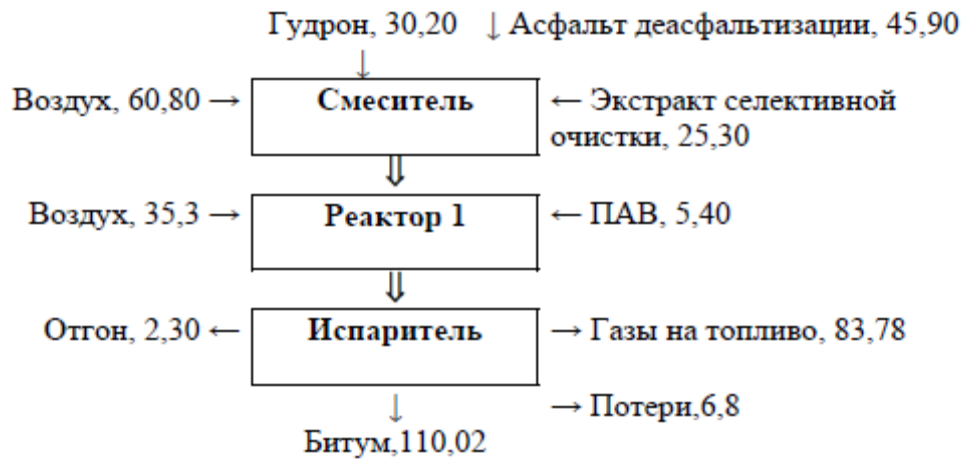 Гудрон, 30,20 ↓ Асфальт деасфальтизации, 45,90
↓
Воздух, 60,80 → Смеситель ← Экстракт селективной
очистки, 25,30
⇓
Воздух, 35,3 → Реактор 1 ← ПАВ, 5,40
⇓
Отгон, 2,30 ← Испаритель → Газы на топливо, 83,78
↓ → Потери,6,8
Битум,110,02